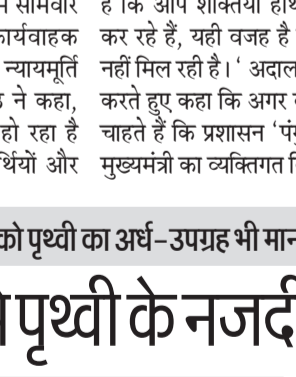 सोमवार
कार्यवाहक
न्यायमूर्ति
ने कहा,
हो रहा है
और
है कि आप शक्तियां
कर रहे हैं, यही वजह है
नहीं मिल रही है।‘ अदाल
करते हुए कहा कि अगर
चाहते हैं कि प्रशासन ‘पं
मुख्यमंत्री का व्यक्तिगत
को पृथ्वी का अर्ध-उपग्रह भी मान
पृथ्वी के नजदी